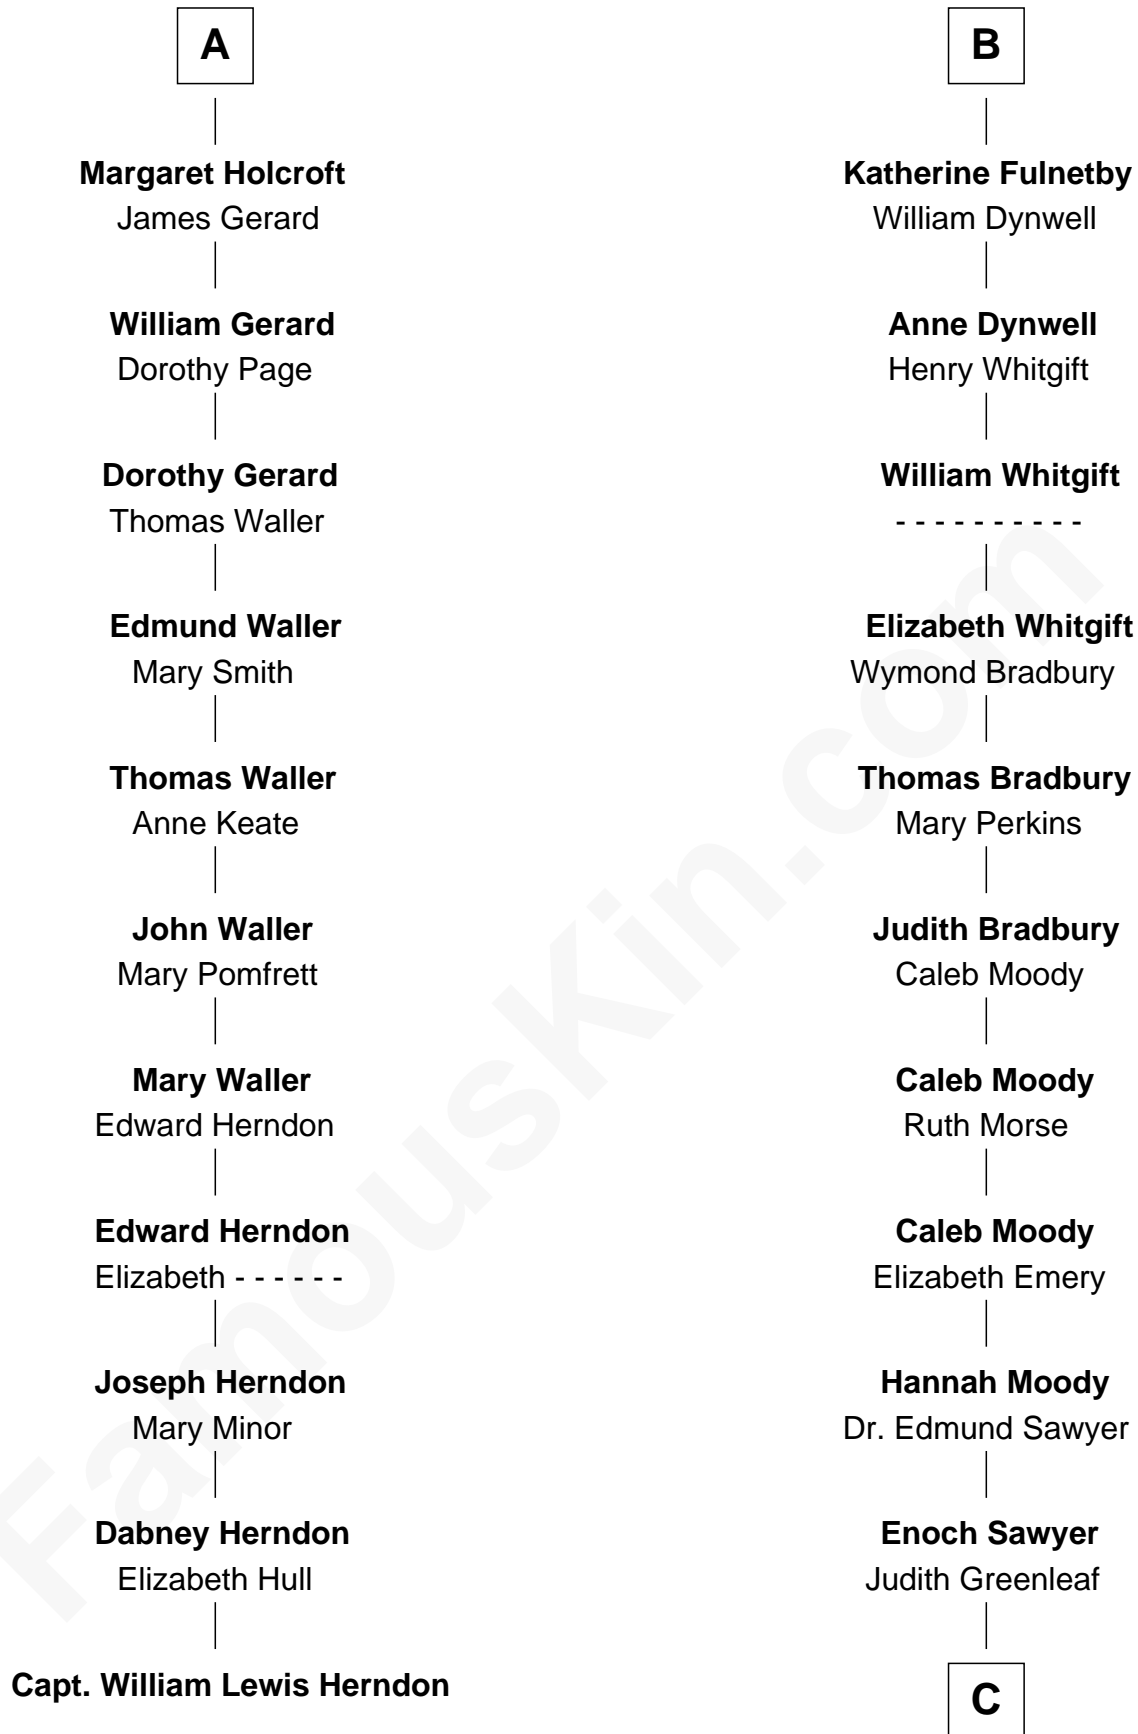 A
Margaret Holcroft
James Gerard
William Gerard
Dorothy Page
Dorothy Gerard
Thomas Waller
Edmund Waller
Mary Smith
Thomas Waller
Anne Keate
John Waller
Mary Pomfrett
Mary Waller
Edward Herndon
Edward Herndon
Elizabeth - - - - - -
Joseph Herndon
Mary Minor
Dabney Herndon
Elizabeth Hull
Capt. William Lewis Herndon
B
Katherine Fulnetby
William Dynwell
Anne Dynwell
Henry Whitgift
William Whitgift
- - - - - - - - - -
Elizabeth Whitgift
Wymond Bradbury
Thomas Bradbury
Mary Perkins
Judith Bradbury
Caleb Moody
Caleb Moody
Ruth Morse
Caleb Moody
Elizabeth Emery
Hannah Moody
Dr. Edmund Sawyer
Enoch Sawyer
Judith Greenleaf
C
FamousKin.com